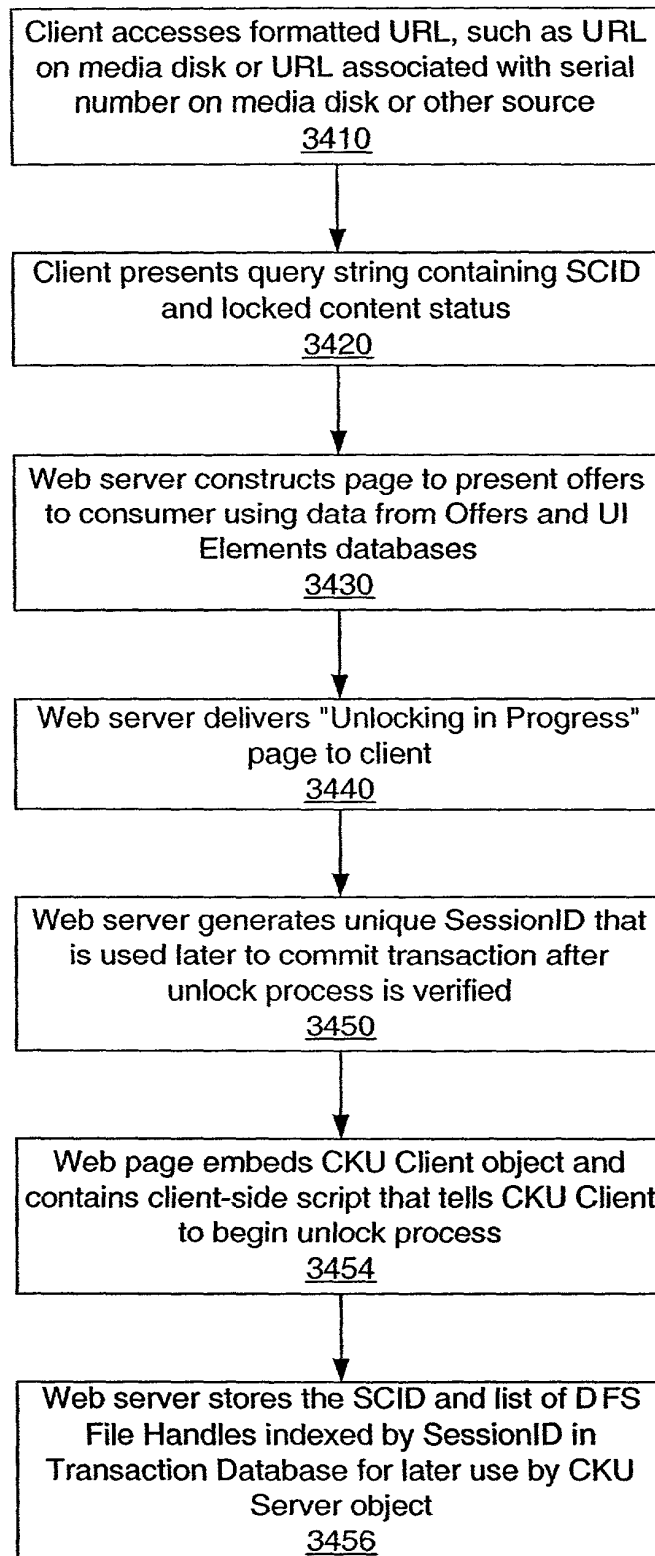 Client accesses formatted URL, such as URL
on media disk or URL associated with serial
number on media disk or other source
3410
Client presents query string containing SCID
and locked content status
3420
Web server constructs page to present offers
to consumer using data from Offers and UI
Elements databases
3430
Web server delivers "Unlocking in Progress"
page to client
3440
Web server generates unique SessionID that
is used later to commit transaction after
unlock process is verified
3450
Web page embeds CKU Client object and
contains client-side script that tells CKU Client
to begin unlock process
3454
Web server stores the SCID and list of DFS
File Handles indexed by SessionID in
Transaction Database for later use by CKU
Server object
3456